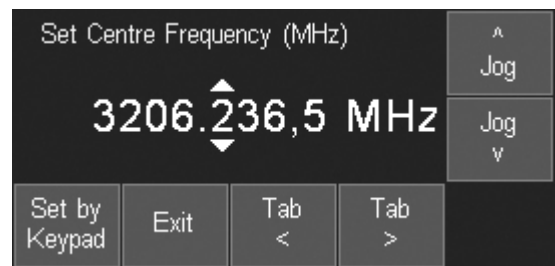 Set Centre Frequency (MHz)
3206.236,5 MHz
^
Jog
Jog
v
Set by
Keypad
Exit
Tab
<
Tab
>